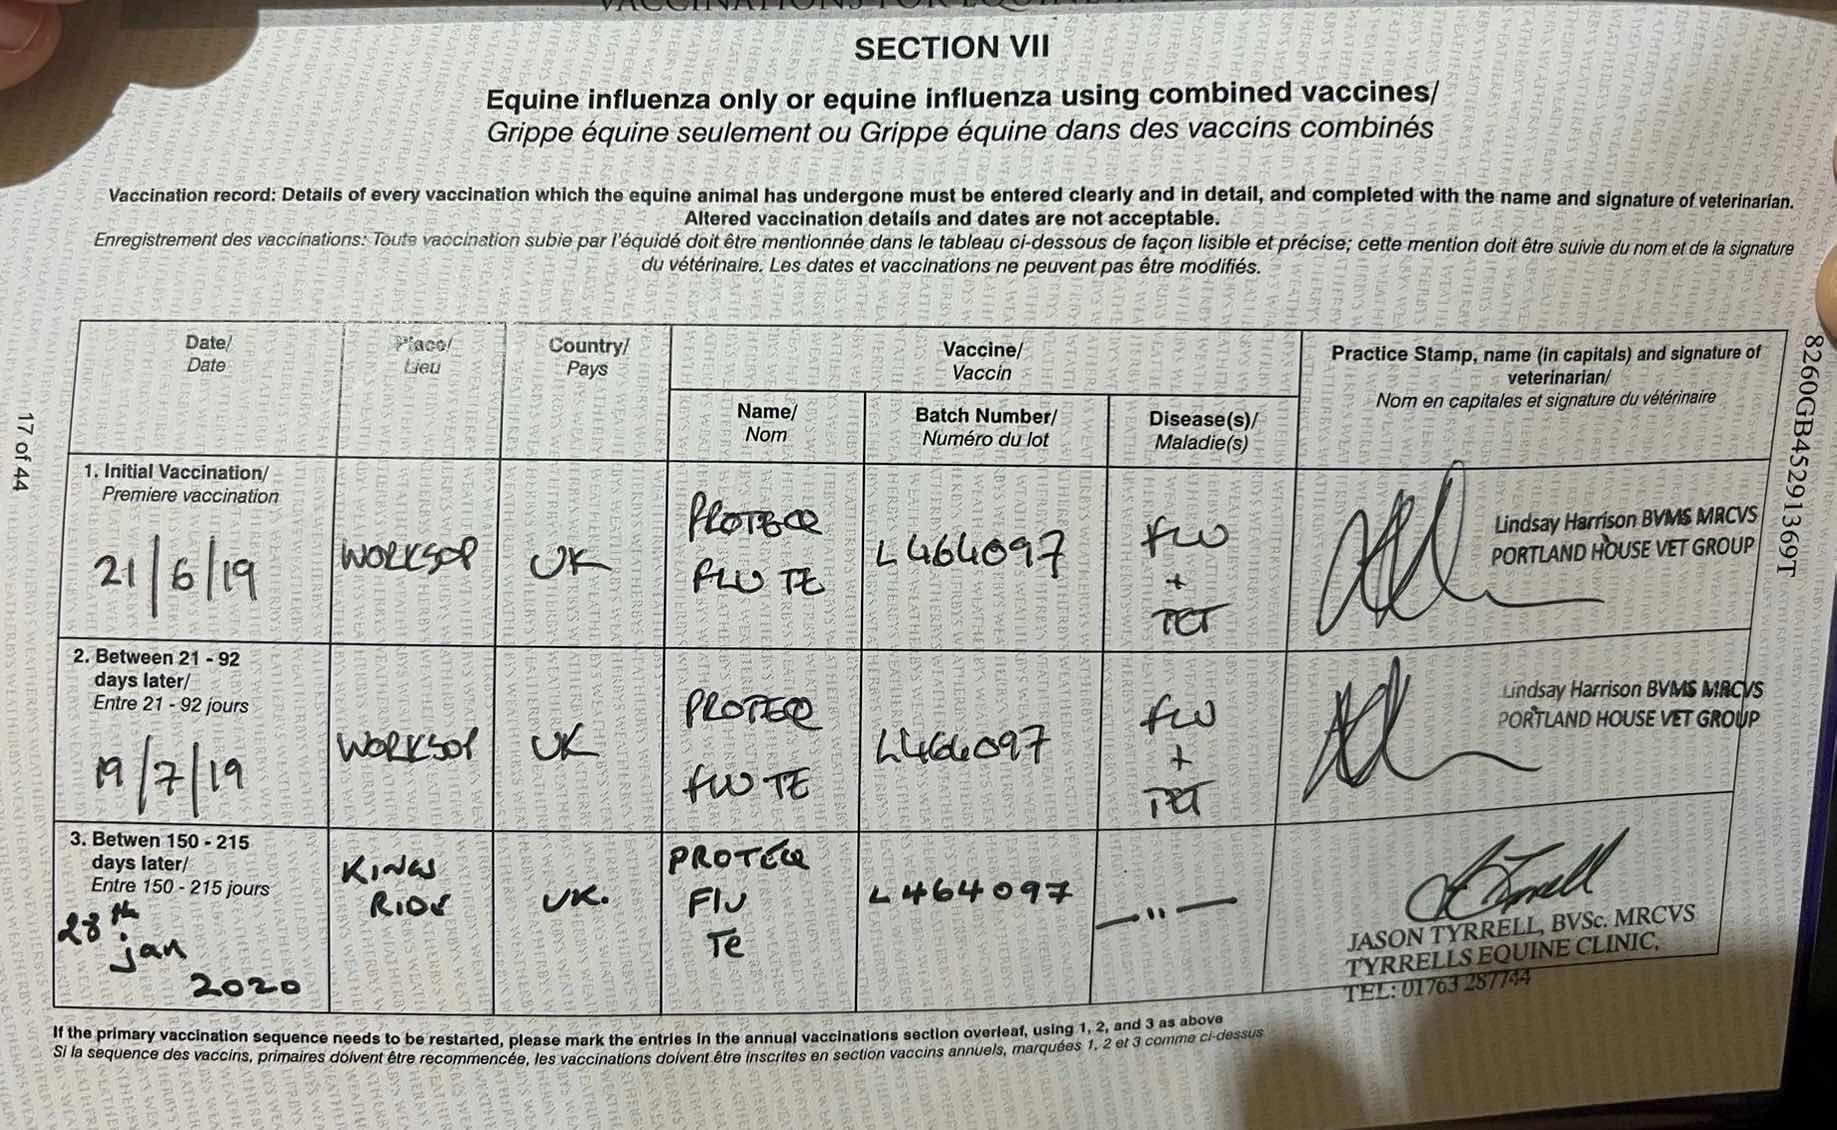 VACCINATIONS FOR EQUINE
SECTION VII
Equine influenza only or equine influenza using combined vaccines/
Grippe équine seulement ou Grippe équine dans des vaccins combinés
Vaccination record: Details of every vaccination which the equine animal has undergone must be entered clearly and in detail, and completed with the name and signature of veterinarian.
Altered vaccination details and dates are not acceptable.
Enregistrement des vaccinations: Toute vaccination subie par l'équidé doit être mentionnée dans le tableau ci-dessous de façon lisible et précise; cette mention doit être suivie du nom et de la signature
du vétérinaire. Les dates et vaccinations ne peuvent pas être modifiés.
Date/
Date
Place/
Lieu
Country/
Pays
Vaccine/
Vaccin
Practice Stamp, name (in capitals) and signature of
veterinarian/
Nom en capitales et signature du vétérinaire
Name/
Nom
Batch Number/
Numéro du lot
Disease(s)/
Maladie(s)
1. Initial Vaccination/
Premiere vaccination
21/6/19
WORKSOP
UK
PROTEQ
FLU TE
L464097
FLU
+
TET
Lindsay Harrison BVMS MRCVS
PORTLAND HOUSE VET GROUP
2. Between 21 - 92
days later/
Entre 21 - 92 jours
19/7/19
WORKSOP
UK
PROTEQ
FLU TE
L464097
FLU
+
TET
Lindsay Harrison BVMS MRCVS
PORTLAND HOUSE VET GROUP
3. Betwen 150 - 215
days later/
Entre 150 - 215 jours
28th
jan
2020
KINGS
RIDE
UK.
PROTEQ
Flu
Te
L464097
—"—
J Tyrrell
JASON TYRRELL, BVSc. MRCVS
TYRRELLS EQUINE CLINIC,
TEL: 01763 287744
If the primary vaccination sequence needs to be restarted, please mark the entries in the annual vaccinations section overleaf, using 1, 2, and 3 as above
Si la sequence des vaccins, primaires doivent être recommencée, les vaccinations doivent être inscrites en section vaccins annuels, marquées 1, 2 et 3 comme ci-dessus
17 of 44
8260GB45291369T